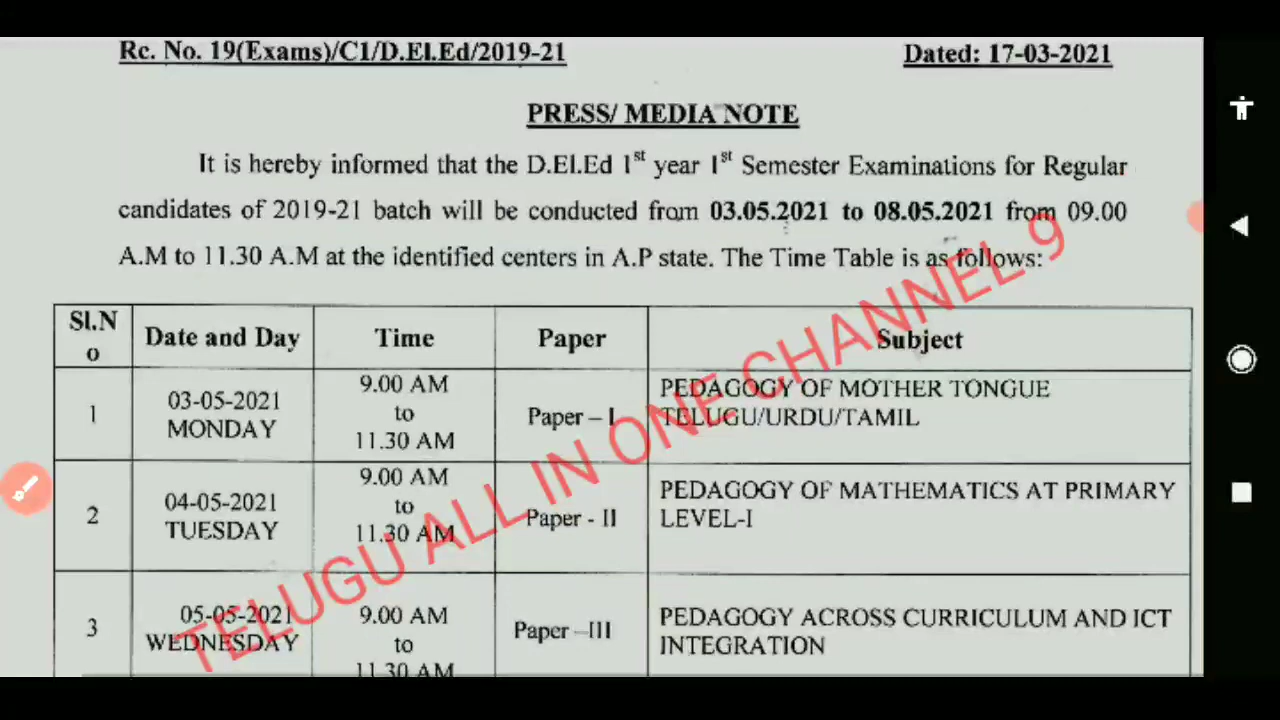 Rc. No. 19(Exams)/C1/D.El.Ed/2019-21 Dated: 17-03-2021
PRESS/ MEDIA NOTE
It is hereby informed that the D.El.Ed 1st year 1st Semester Examinations for Regular
candidates of 2019-21 batch will be conducted from 03.05.2021 to 08.05.2021 from 09.00
A.M to 11.30 A.M at the identified centers in A.P state. The Time Table is as follows:
Sl.N
o
Date and Day
Time
Paper
Subject
1
03-05-2021
MONDAY
9.00 AM
to
11.30 AM
Paper – I
PEDAGOGY OF MOTHER TONGUE
TELUGU/URDU/TAMIL
2
04-05-2021
TUESDAY
9.00 AM
to
11.30 AM
Paper - II
PEDAGOGY OF MATHEMATICS AT PRIMARY
LEVEL-I
3
05-05-2021
WEDNESDAY
9.00 AM
to
11.30 AM
Paper –III
PEDAGOGY ACROSS CURRICULUM AND ICT
INTEGRATION
TELUGU ALL IN ONE CHANNEL 9